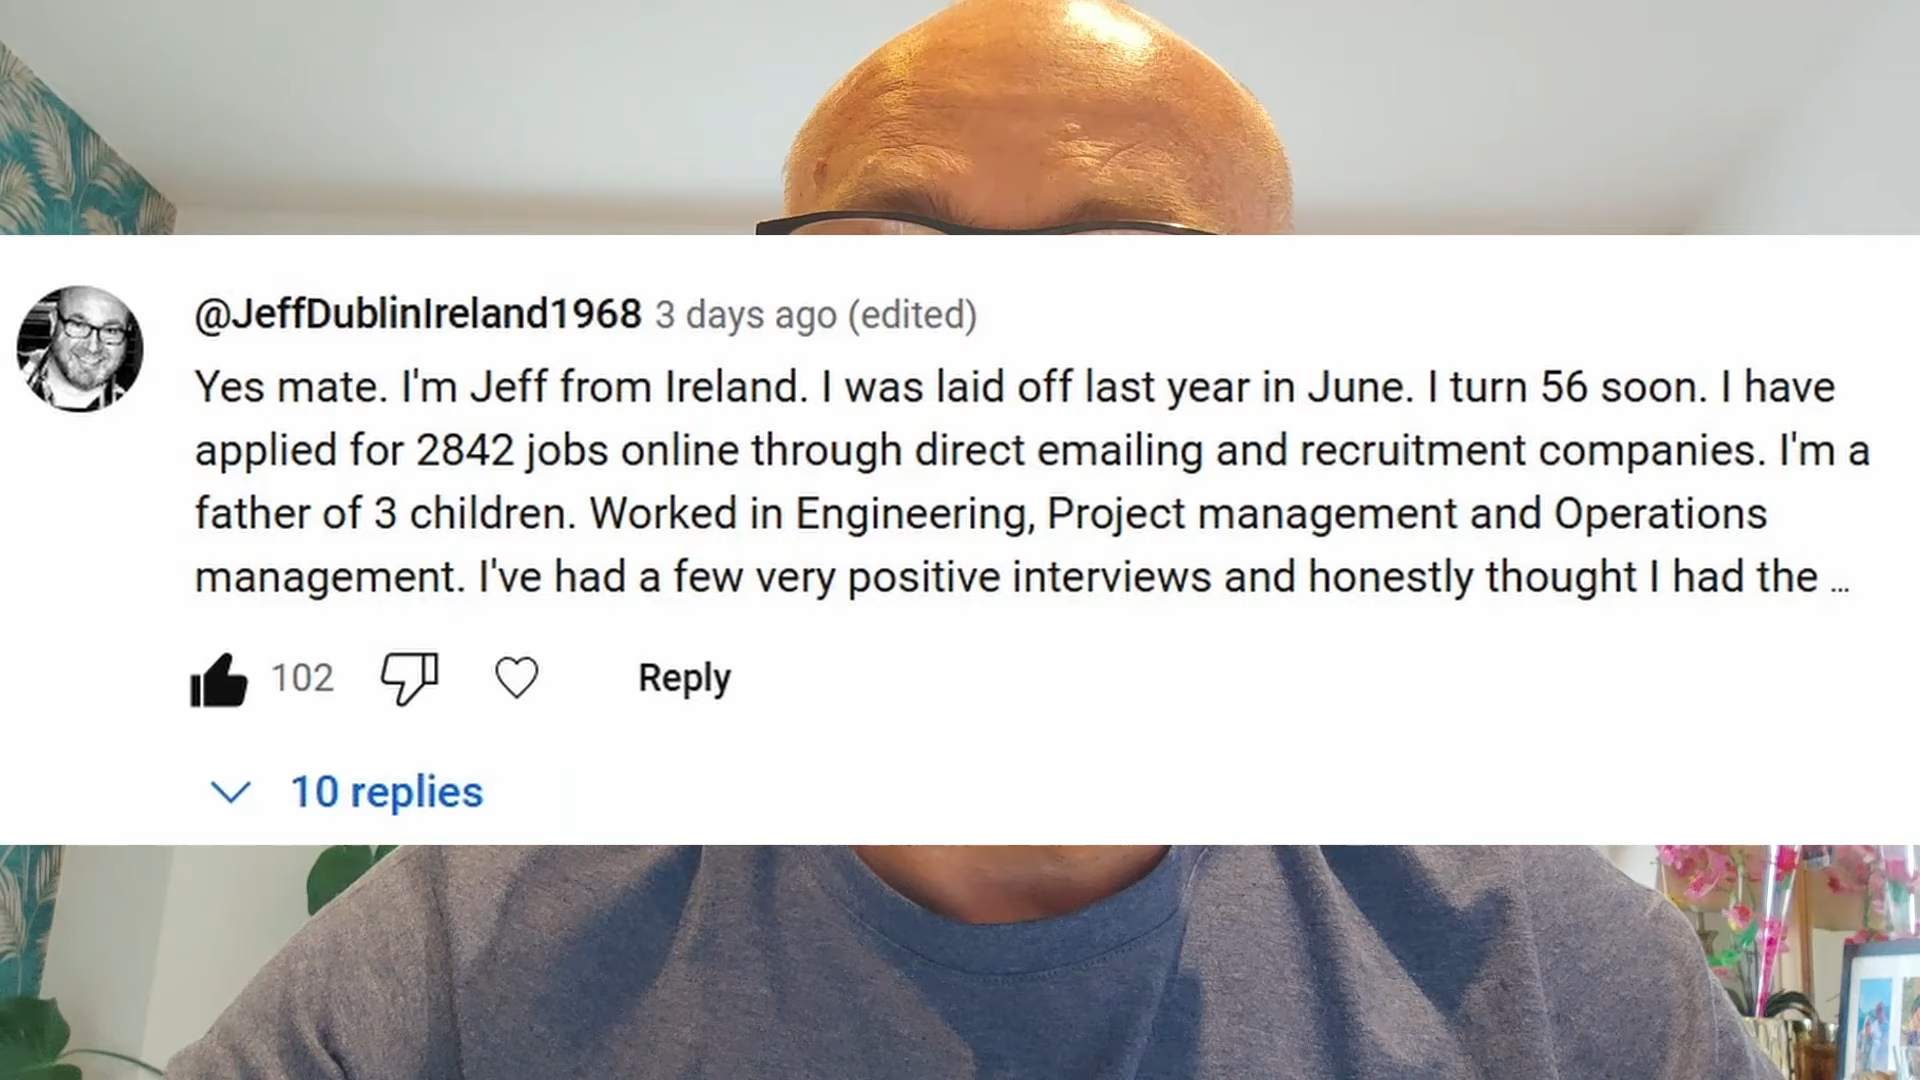 @JeffDublinIreland1968 3 days ago (edited)
Yes mate. I'm Jeff from Ireland. I was laid off last year in June. I turn 56 soon. I have
applied for 2842 jobs online through direct emailing and recruitment companies. I'm a
father of 3 children. Worked in Engineering, Project management and Operations
management. I've had a few very positive interviews and honestly thought I had the ...
102 Reply
10 replies